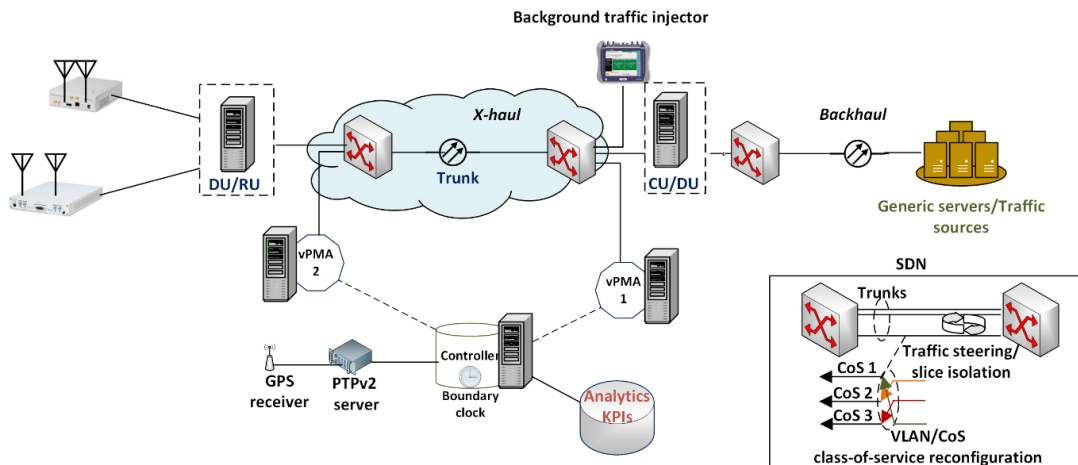 Background traffic injector
X-haul
Backhaul
Trunk
DU/RU
CU/DU
Generic servers/Traffic
sources
vPMA
2
vPMA
1
Controller
Boundary
clock
GPS
receiver
PTPv2
server
Analytics
KPIs
SDN
Trunks
Traffic steering/
slice isolation
CoS 1
CoS 2
CoS 3
VLAN/CoS
class-of-service reconfiguration